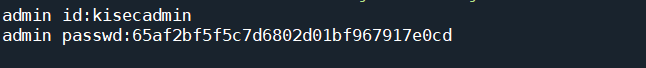 admin id:kisecadmin
admin passwd:65af2bf5f5c7d6802d01bf967917e0cd